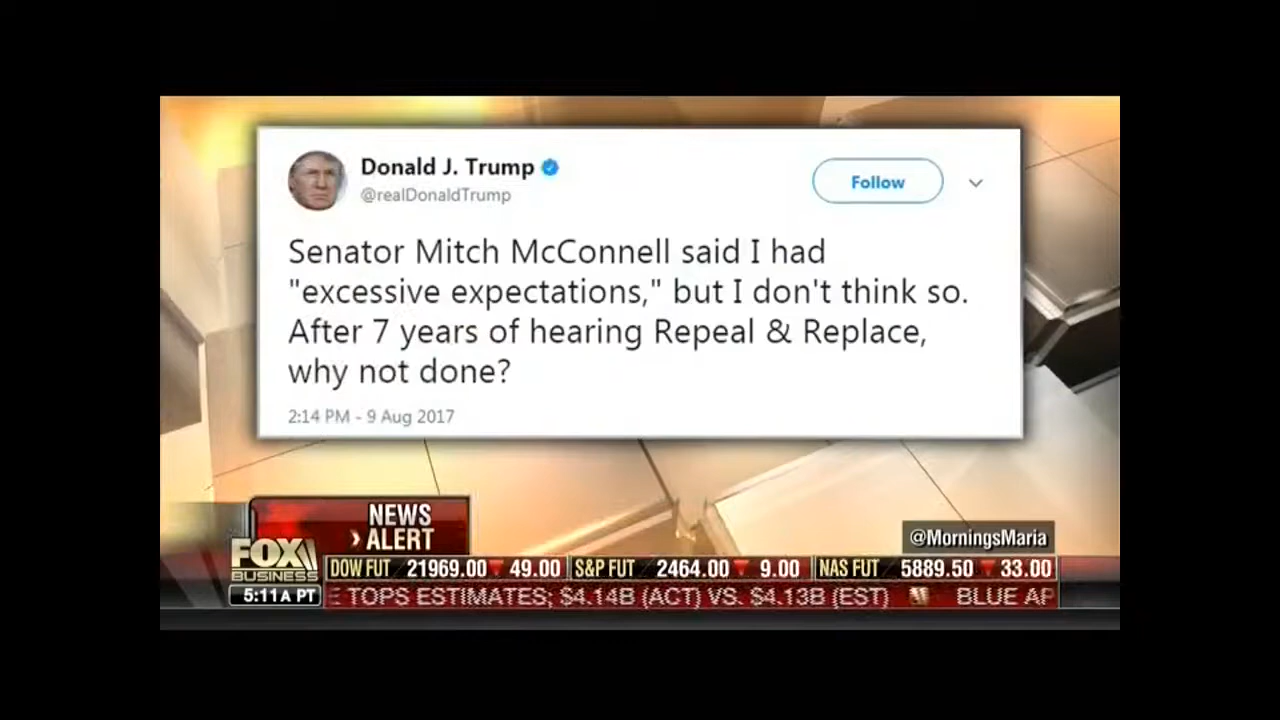 Donald J. Trump
@realDonaldTrump
Follow
Senator Mitch McConnell said I had
"excessive expectations," but I don't think so.
After 7 years of hearing Repeal & Replace,
why not done?
2:14 PM - 9 Aug 2017
NEWS
ALERT
@MorningsMaria
FOX
BUSINESS
DOW FUT 21969.00 49.00 S&P FUT 2464.00 9.00 NAS FUT 5889.50 33.00
5:11A PT
E TOPS ESTIMATES; $4.14B (ACT) VS. $4.13B (EST) BLUE AP